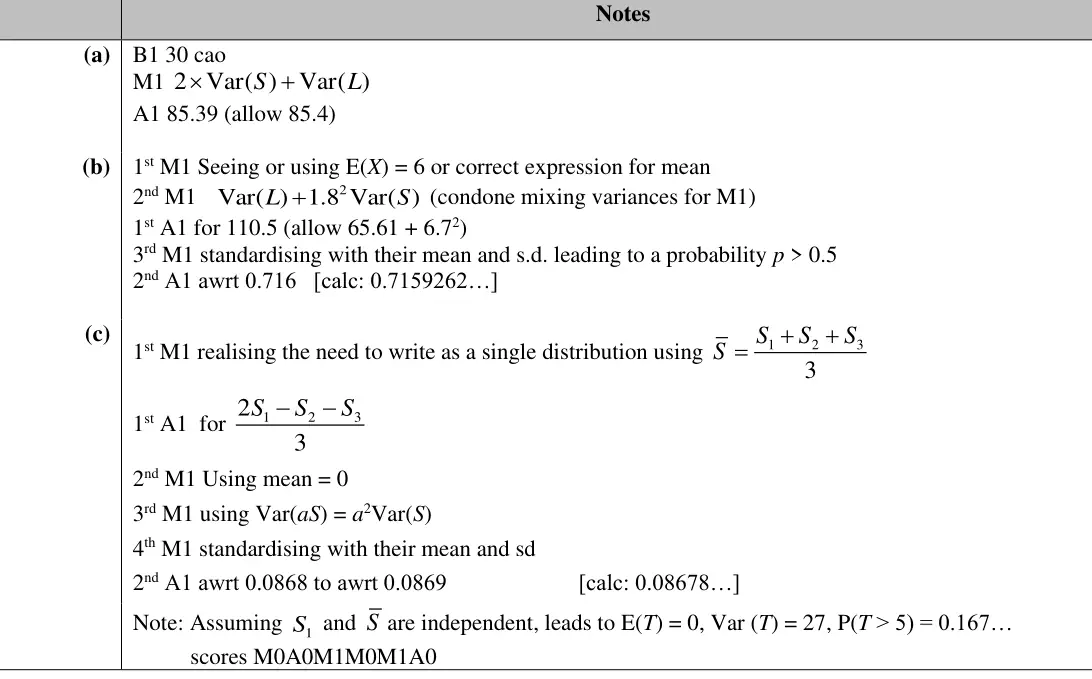 Notes
(a) B1 30 cao
M1 2 × Var(S) + Var(L)
A1 85.39 (allow 85.4)
(b) 1st M1 Seeing or using E(X) = 6 or correct expression for mean
2nd M1 Var(L) + 1.8² Var(S) (condone mixing variances for M1)
1st A1 for 110.5 (allow 65.61 + 6.7²)
3rd M1 standardising with their mean and s.d. leading to a probability p > 0.5
2nd A1 awrt 0.716 [calc: 0.7159262…]
(c) 1st M1 realising the need to write as a single distribution using S̅ = (S₁ + S₂ + S₃)/3
1st A1 for (2S₁ − S₂ − S₃)/3
2nd M1 Using mean = 0
3rd M1 using Var(aS) = a²Var(S)
4th M1 standardising with their mean and sd
2nd A1 awrt 0.0868 to awrt 0.0869 [calc: 0.08678…]
Note: Assuming S₁ and S̅ are independent, leads to E(T) = 0, Var (T) = 27, P(T > 5) = 0.167…
scores M0A0M1M0M1A0